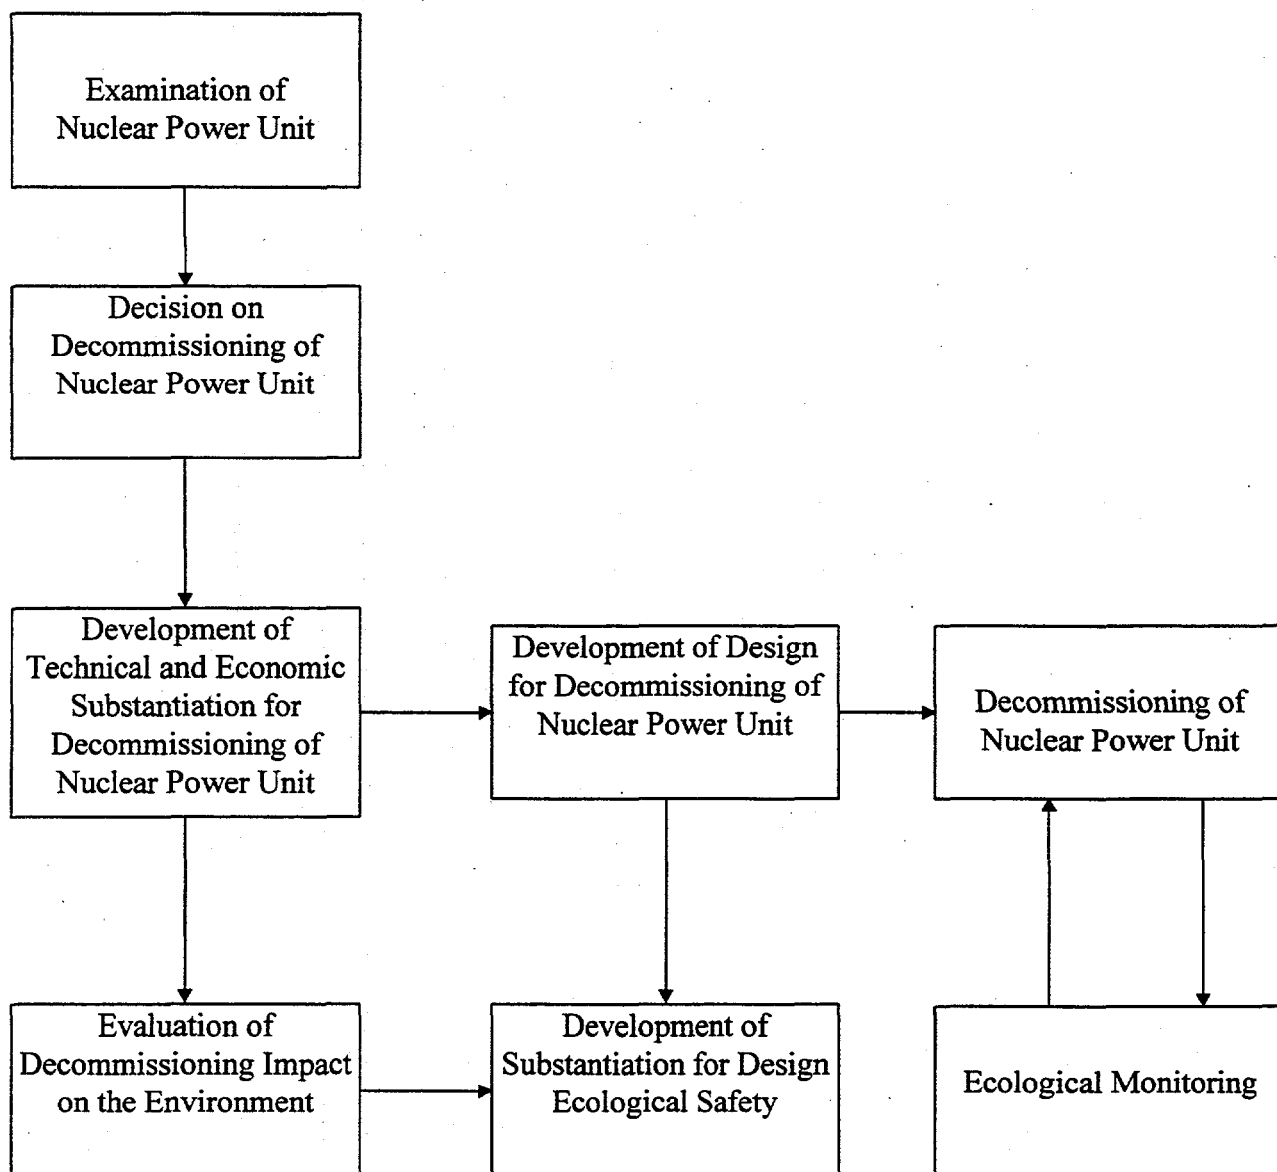 Examination of
Nuclear Power Unit
Decision on
Decommissioning of
Nuclear Power Unit
Development of
Technical and Economic
Substantiation for
Decommissioning of
Nuclear Power Unit
Development of Design
for Decommissioning of
Nuclear Power Unit
Decommissioning of
Nuclear Power Unit
Evaluation of
Decommissioning Impact
on the Environment
Development of
Substantiation for Design
Ecological Safety
Ecological Monitoring